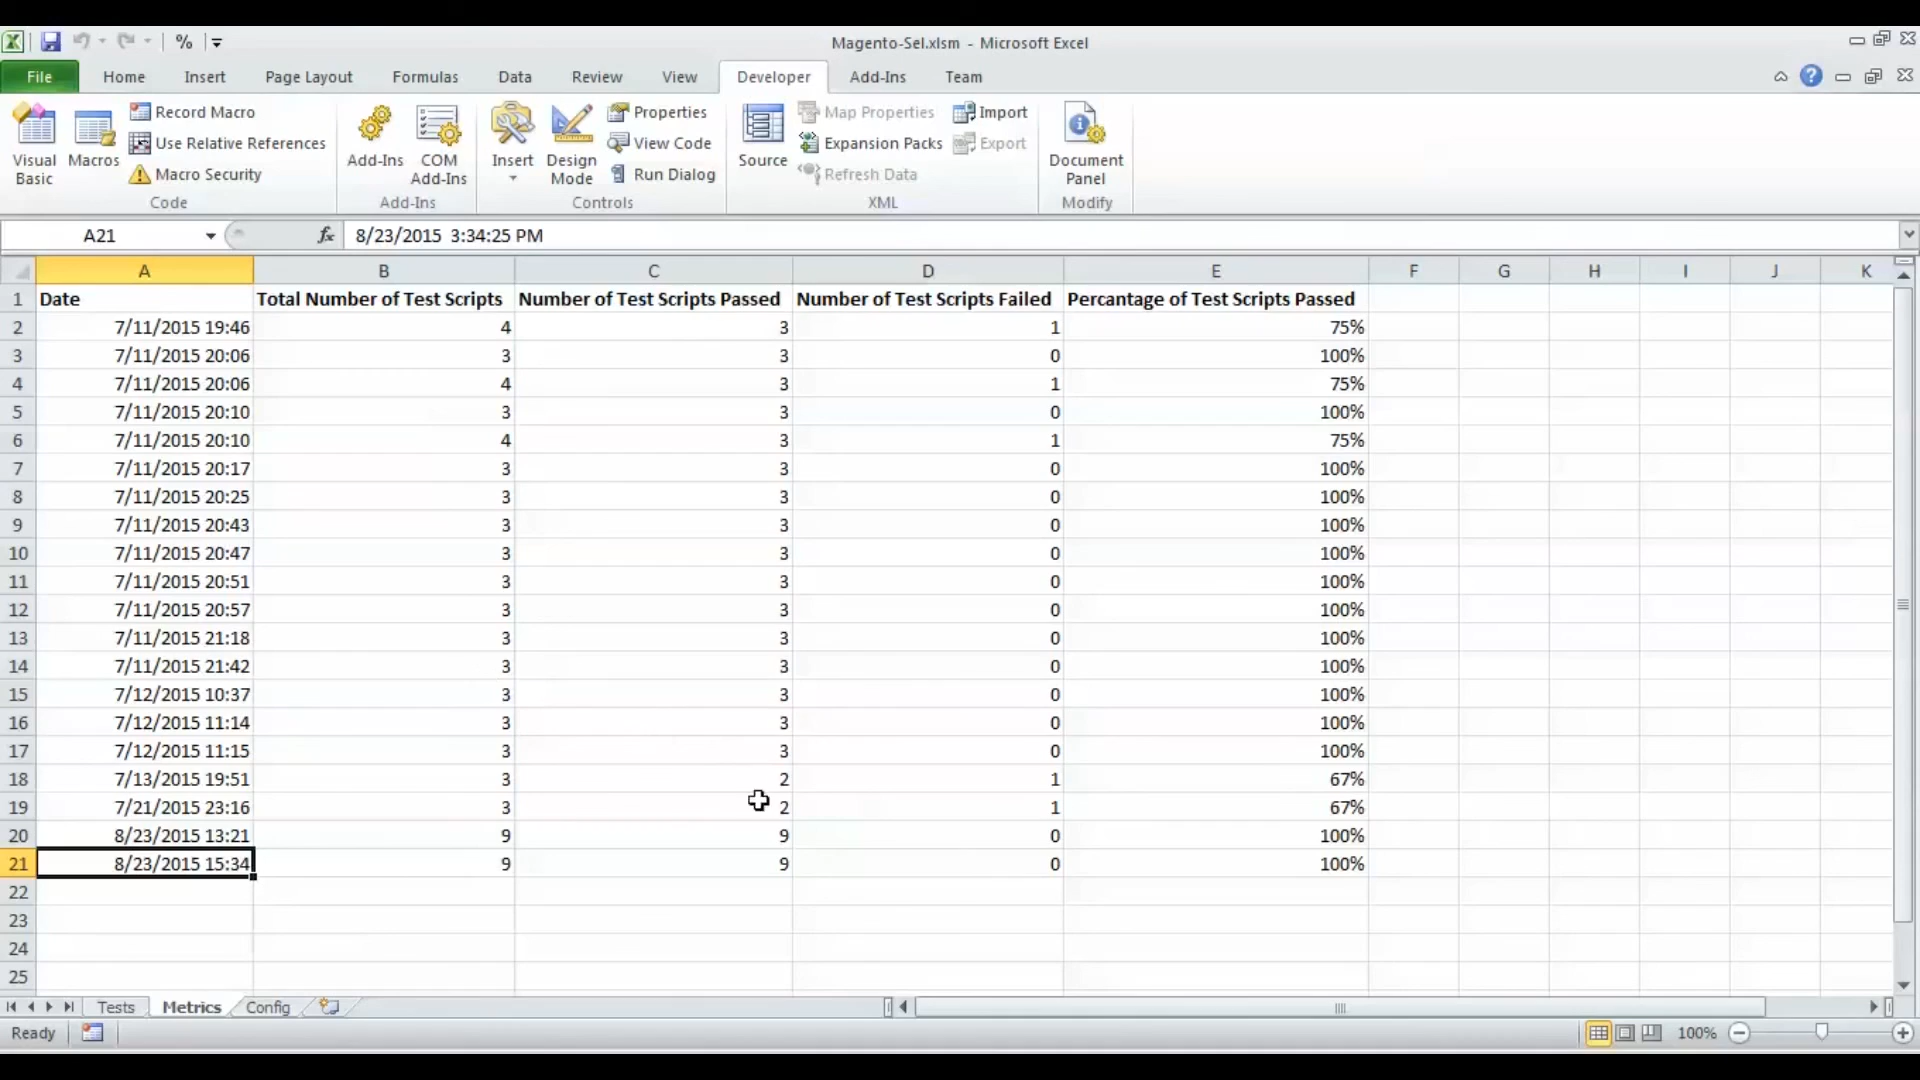 Magento-Sel.xlsm - Microsoft Excel
File Home Insert Page Layout Formulas Data Review View Developer Add-Ins Team
Visual Basic
Macros
Record Macro
Use Relative References
Macro Security
Code
Add-Ins
COM Add-Ins
Add-Ins
Insert
Design Mode
Properties
View Code
Run Dialog
Controls
Source
Map Properties
Expansion Packs
Refresh Data
Import
Export
XML
Document Panel
Modify
A21 fx 8/23/2015 3:34:25 PM
A B C D E F G H I J K
1 Date Total Number of Test Scripts Number of Test Scripts Passed Number of Test Scripts Failed Percentage of Test Scripts Passed
2 7/11/2015 19:46 4 3 1 75%
3 7/11/2015 20:06 3 3 0 100%
4 7/11/2015 20:06 4 3 1 75%
5 7/11/2015 20:10 3 3 0 100%
6 7/11/2015 20:10 4 3 1 75%
7 7/11/2015 20:17 3 3 0 100%
8 7/11/2015 20:25 3 3 0 100%
9 7/11/2015 20:43 3 3 0 100%
10 7/11/2015 20:47 3 3 0 100%
11 7/11/2015 20:51 3 3 0 100%
12 7/11/2015 20:57 3 3 0 100%
13 7/11/2015 21:18 3 3 0 100%
14 7/11/2015 21:42 3 3 0 100%
15 7/12/2015 10:37 3 3 0 100%
16 7/12/2015 11:14 3 3 0 100%
17 7/12/2015 11:15 3 3 0 100%
18 7/13/2015 19:51 3 2 1 67%
19 7/21/2015 23:16 3 2 1 67%
20 8/23/2015 13:21 9 9 0 100%
21 8/23/2015 15:34 9 9 0 100%
22
23
24
25
Tests Metrics Config
Ready 100%